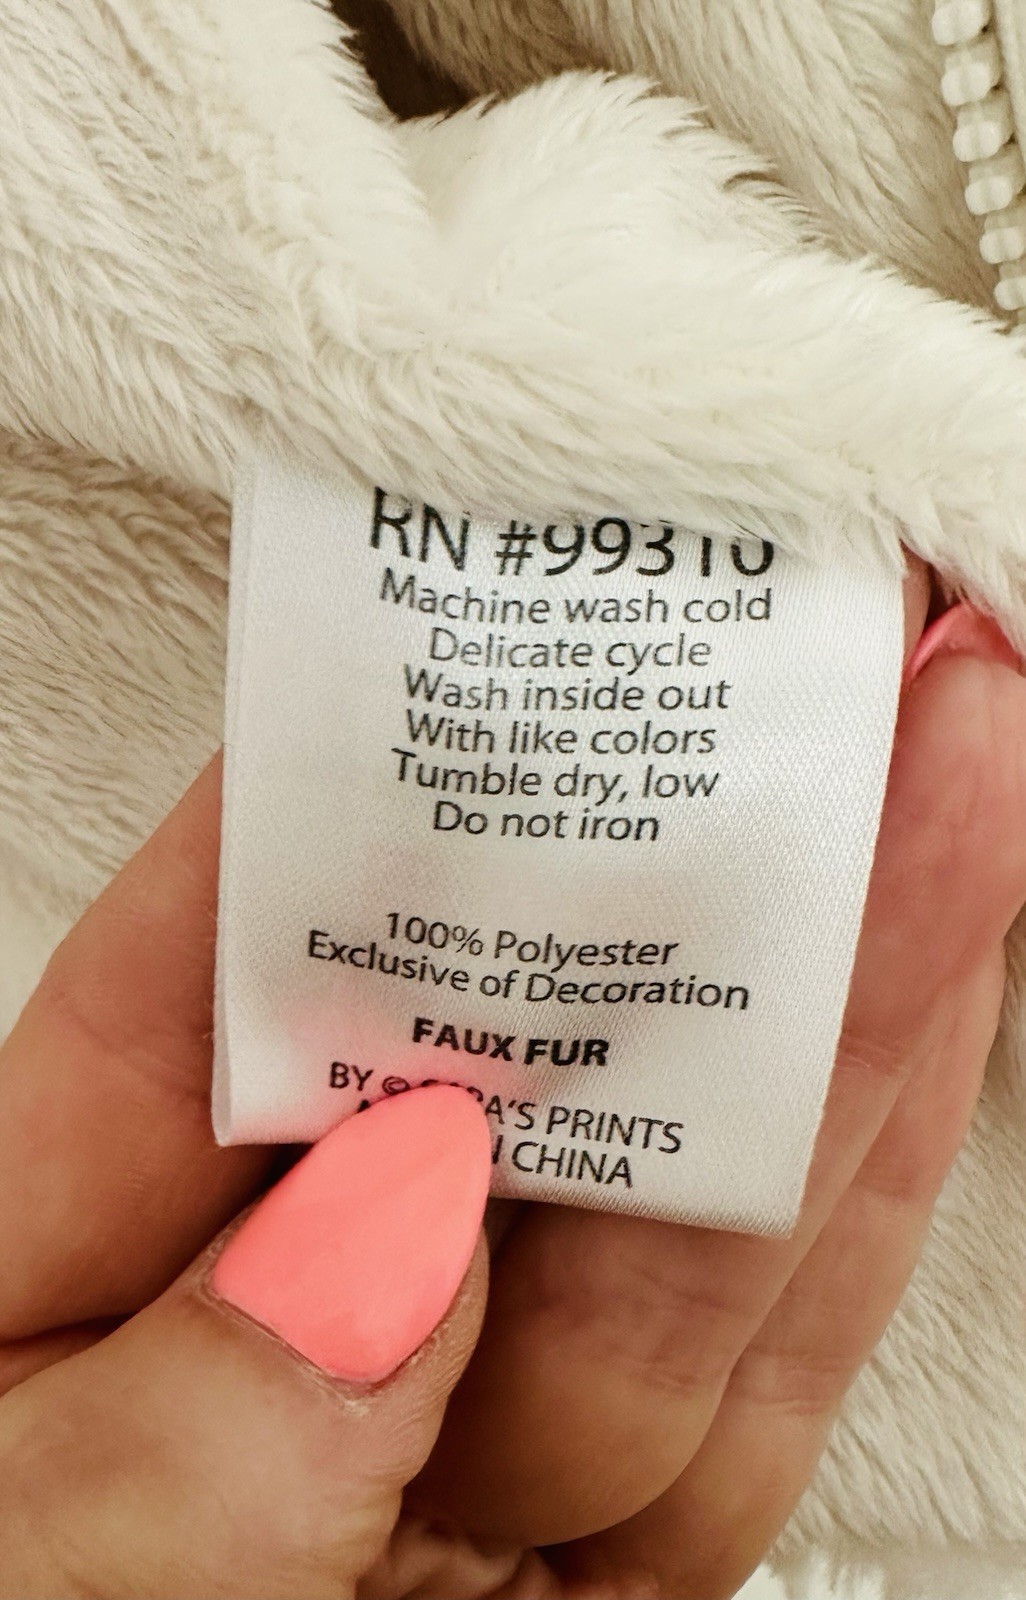 RN #99310
Machine wash cold
Delicate cycle
Wash inside out
With like colors
Tumble dry, low
Do not iron
100% Polyester
Exclusive of Decoration
FAUX FUR
BY © PRINTS
CHINA